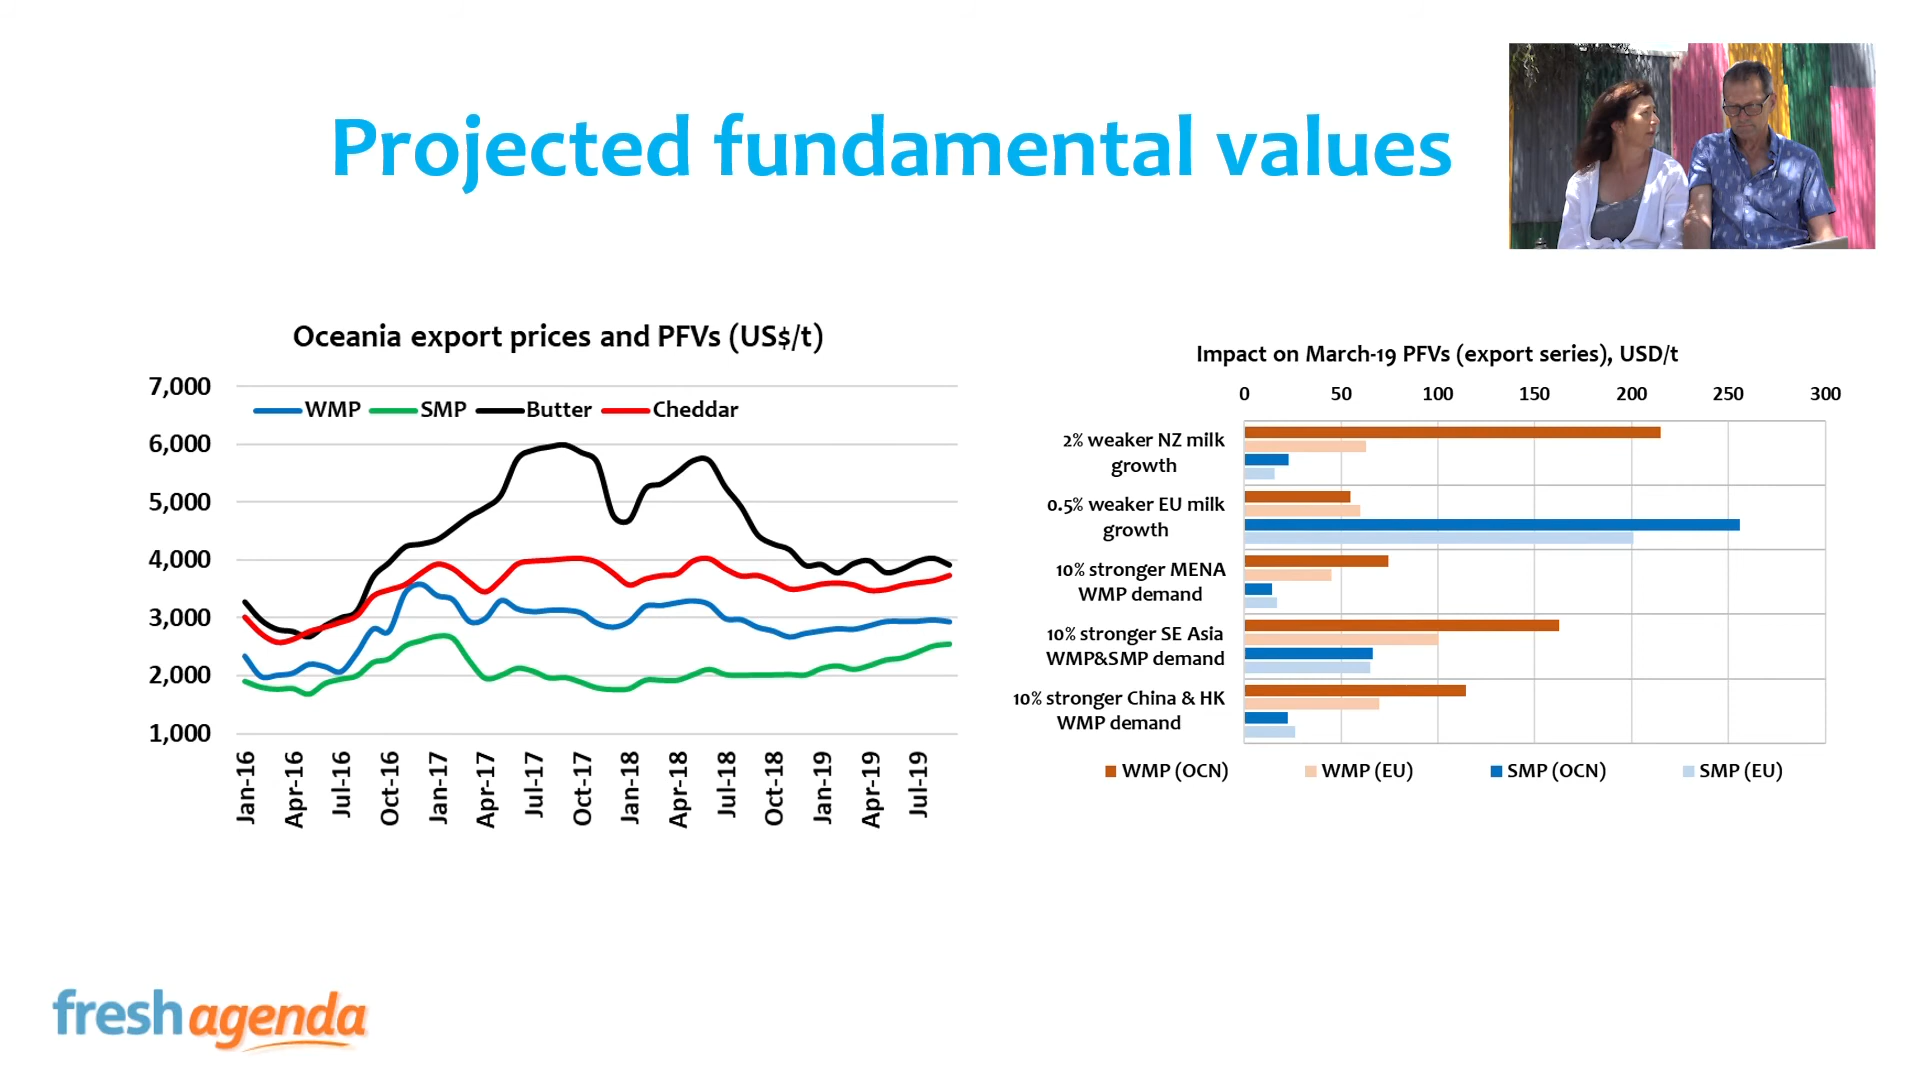 Projected fundamental values
Oceania export prices and PFVs (US$/t)
7,000
6,000
5,000
4,000
3,000
2,000
1,000
WMP SMP Butter Cheddar
Jan-16 Apr-16 Jul-16 Oct-16 Jan-17 Apr-17 Jul-17 Oct-17 Jan-18 Apr-18 Jul-18 Oct-18 Jan-19 Apr-19 Jul-19
Impact on March-19 PFVs (export series), USD/t
0 50 100 150 200 250 300
2% weaker NZ milk
growth
0.5% weaker EU milk
growth
10% stronger MENA
WMP demand
10% stronger SE Asia
WMP&SMP demand
10% stronger China & HK
WMP demand
WMP (OCN) WMP (EU) SMP (OCN) SMP (EU)
fresh agenda